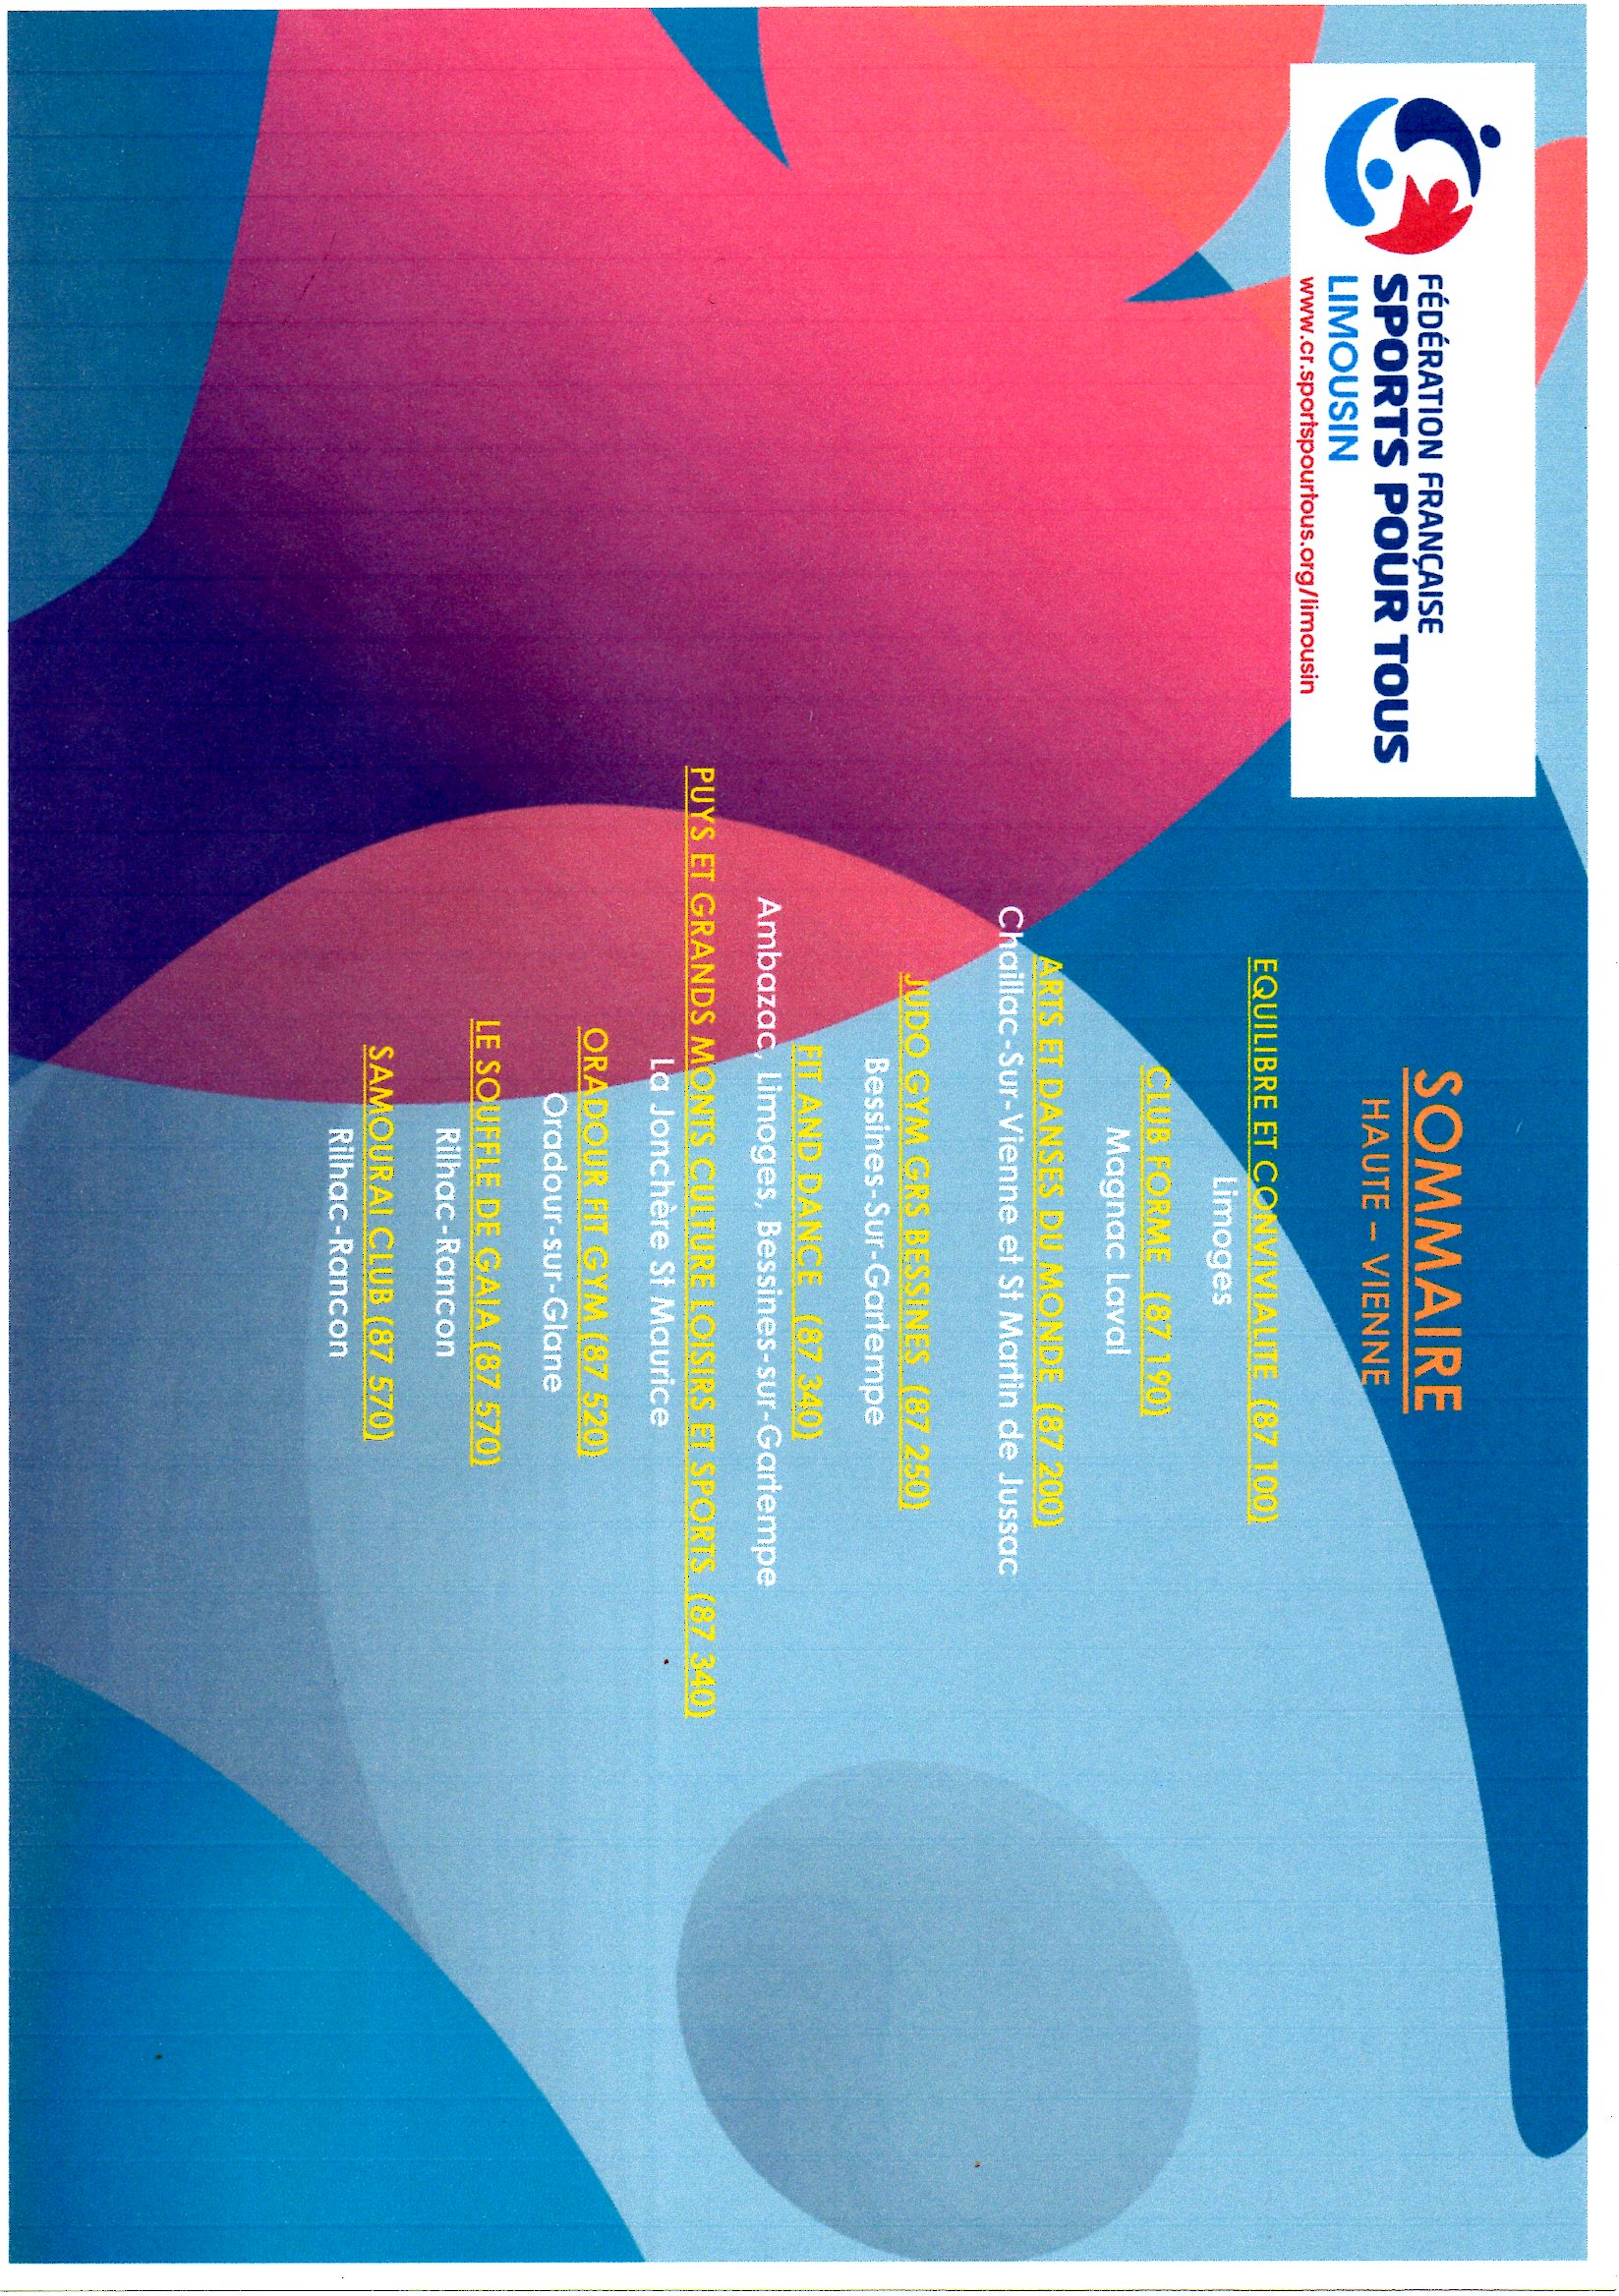 FÉDÉRATION FRANÇAISE
SPORTS POUR TOUS
LIMOUSIN
www.cr.sportspourtous.org/limousin
SOMMAIRE
HAUTE – VIENNE
EQUILIBRE ET CONVIVIALITE (87 100)
Limoges
CLUB FORME (87 190)
Magnac Laval
ARTS ET DANSES DU MONDE (87 200)
Chaillac-Sur-Vienne et St Martin de Jussac
JUDO GYM GRS BESSINES (87 250)
Bessines-Sur-Gartempe
FIT AND DANCE (87 340)
Ambazac, Limoges, Bessines-sur-Gartempe
PUYS ET GRANDS MONTS CULTURE LOISIRS ET SPORTS (87 340)
La Jonchère St Maurice
ORADOUR FIT GYM (87 520)
Oradour-sur-Glane
LE SOUFFLE DE GAIA (87 570)
Rilhac-Rancon
SAMOURAI CLUB (87 570)
Rilhac-Rancon